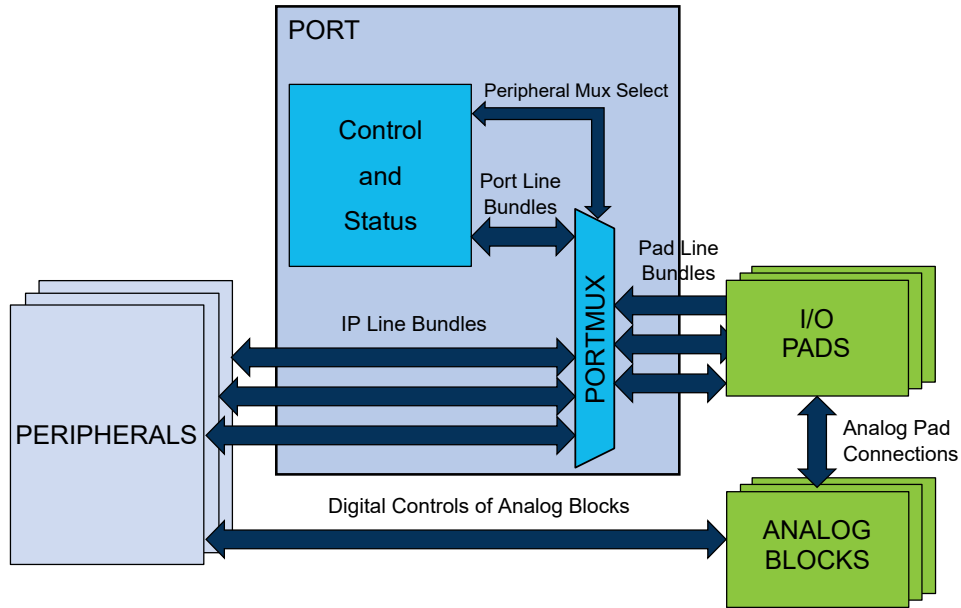 PORT
Peripheral Mux Select
Control
and
Status
Port Line
Bundles
Pad Line
Bundles
PORTMUX
I/O
PADS
IP Line Bundles
PERIPHERALS
Analog Pad
Connections
Digital Controls of Analog Blocks
ANALOG
BLOCKS